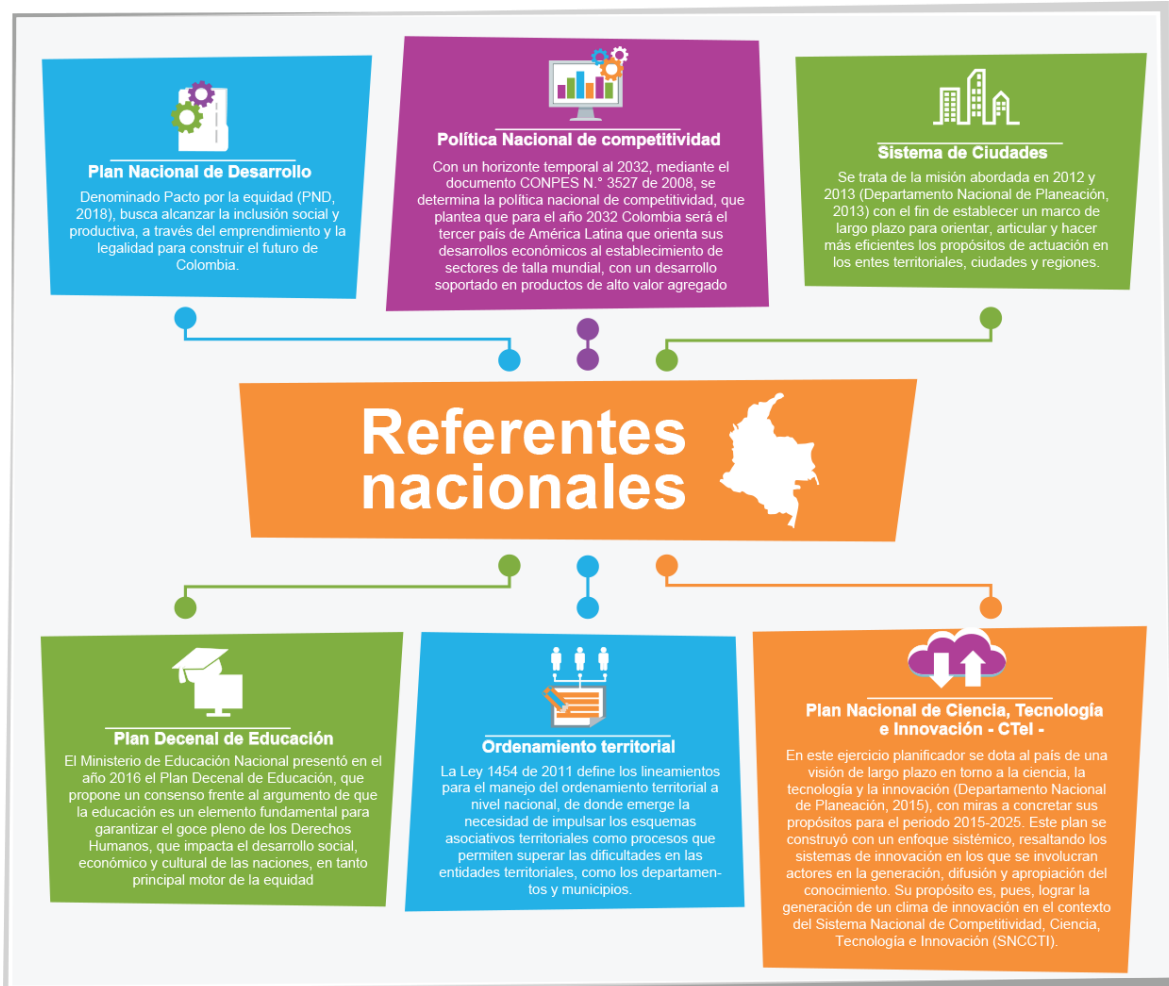 Plan Nacional de Desarrollo
Denominado Pacto por la equidad (PND,
2018), busca alcanzar la inclusión social y
productiva, a través del emprendimiento y la
legalidad para construir el futuro de
Colombia.
Política Nacional de competitividad
Con un horizonte temporal al 2032, mediante el
documento CONPES N.° 3527 de 2008, se
determina la política nacional de competitividad, que
plantea que para el año 2032 Colombia será el
tercer país de América Latina que orienta sus
desarrollos económicos al establecimiento de
sectores de talla mundial, con un desarrollo
soportado en productos de alto valor agregado
Sistema de Ciudades
Se trata de la misión abordada en 2012 y
2013 (Departamento Nacional de Planeación,
2013) con el fin de establecer un marco de
largo plazo para orientar, articular y hacer
más eficientes los propósitos de actuación en
los entes territoriales, ciudades y regiones.
Referentes
nacionales
Plan Decenal de Educación
El Ministerio de Educación Nacional presentó en el
año 2016 el Plan Decenal de Educación, que
propone un consenso frente al argumento de que
la educación es un elemento fundamental para
garantizar el goce pleno de los Derechos
Humanos, que impacta el desarrollo social,
económico y cultural de las naciones, en tanto
principal motor de la equidad
Ordenamiento territorial
La Ley 1454 de 2011 define los lineamientos
para el manejo del ordenamiento territorial a
nivel nacional, de donde emerge la
necesidad de impulsar los esquemas
asociativos territoriales como procesos que
permiten superar las dificultades en las
entidades territoriales, como los departamen-
tos y municipios.
Plan Nacional de Ciencia, Tecnología
e Innovación - CTeI -
En este ejercicio planificador se dota al país de una
visión de largo plazo en torno a la ciencia, la
tecnología y la innovación (Departamento Nacional
de Planeación, 2015), con miras a concretar sus
propósitos para el periodo 2015-2025. Este plan se
construyó con un enfoque sistémico, resaltando los
sistemas de innovación en los que se involucran
actores en la generación, difusión y apropiación del
conocimiento. Su propósito es, pues, lograr la
generación de un clima de innovación en el contexto
del Sistema Nacional de Competitividad, Ciencia,
Tecnología e Innovación (SNCCTI).